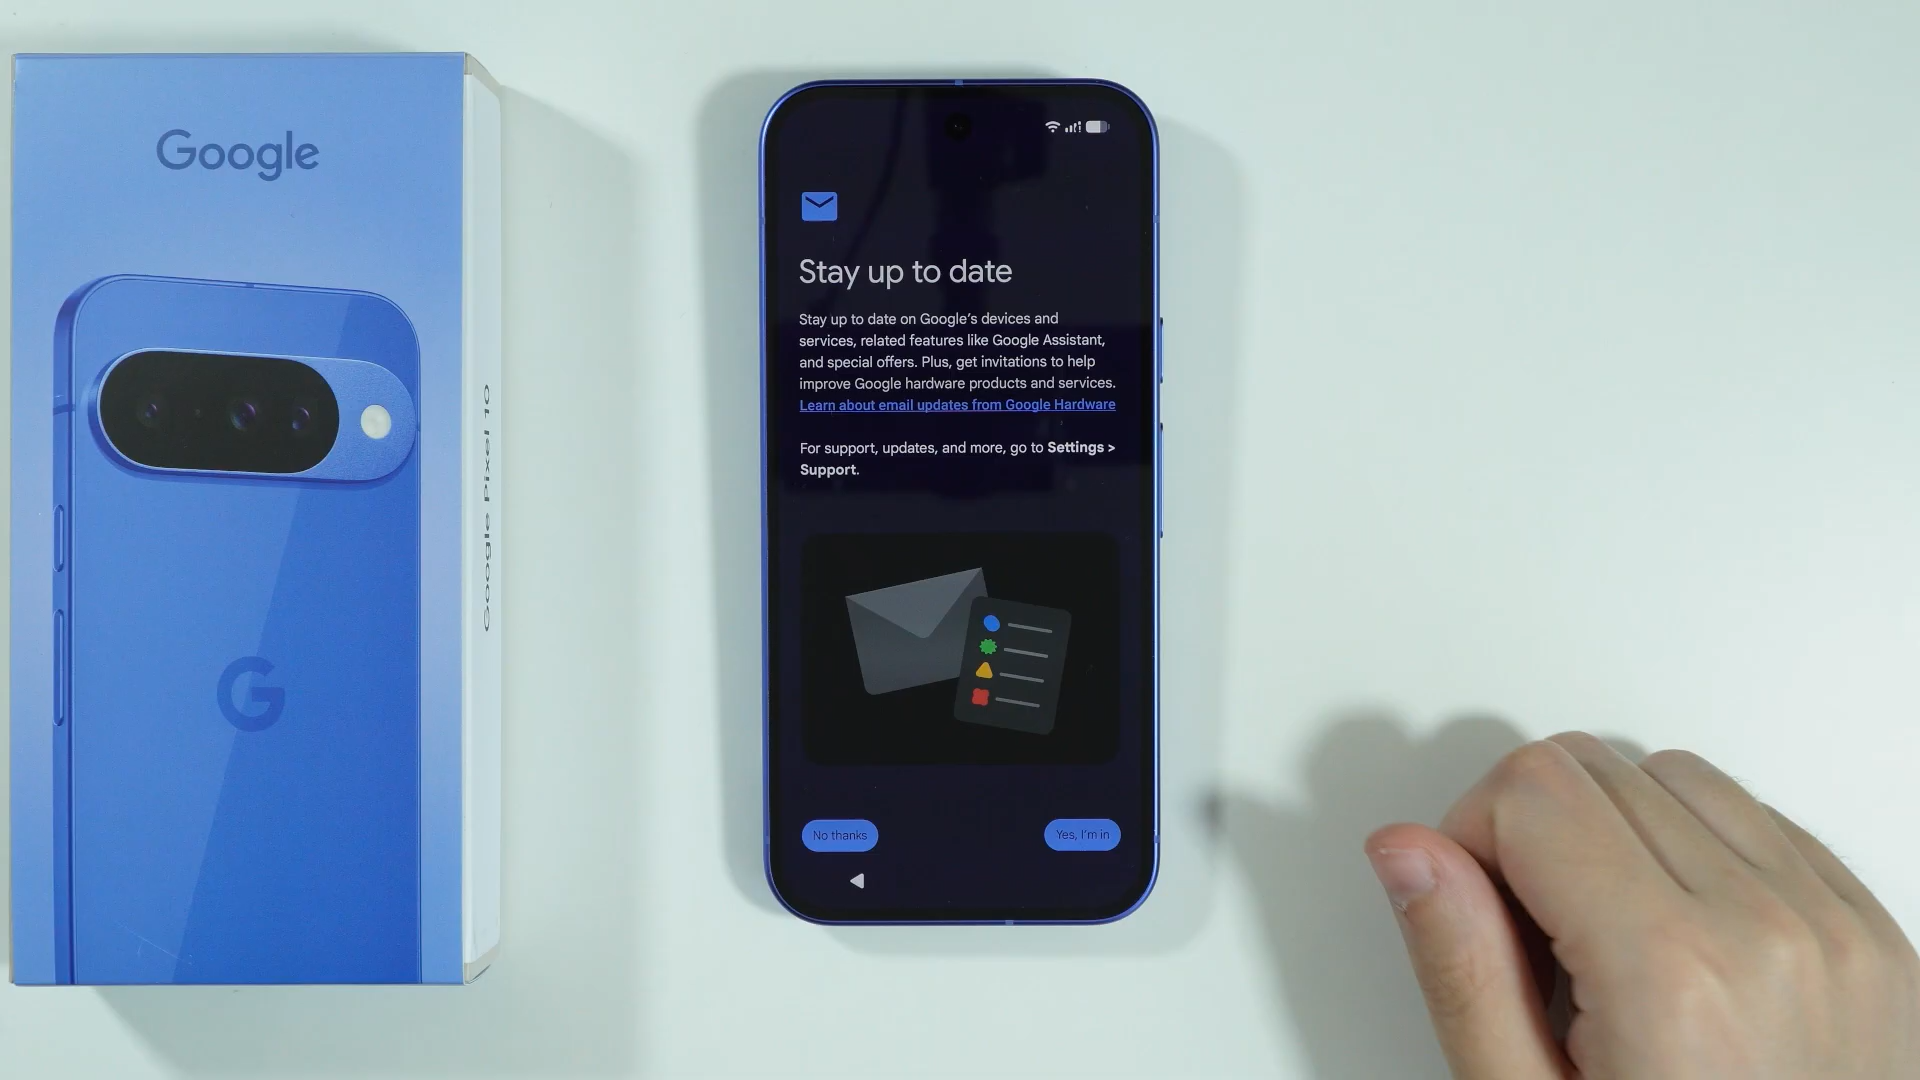 Google
Google Pixel 10
Stay up to date
Stay up to date on Google's devices and
services, related features like Google Assistant,
and special offers. Plus, get invitations to help
improve Google hardware products and services.
Learn about email updates from Google Hardware
For support, updates, and more, go to Settings >
Support.
No thanks
Yes, I'm in